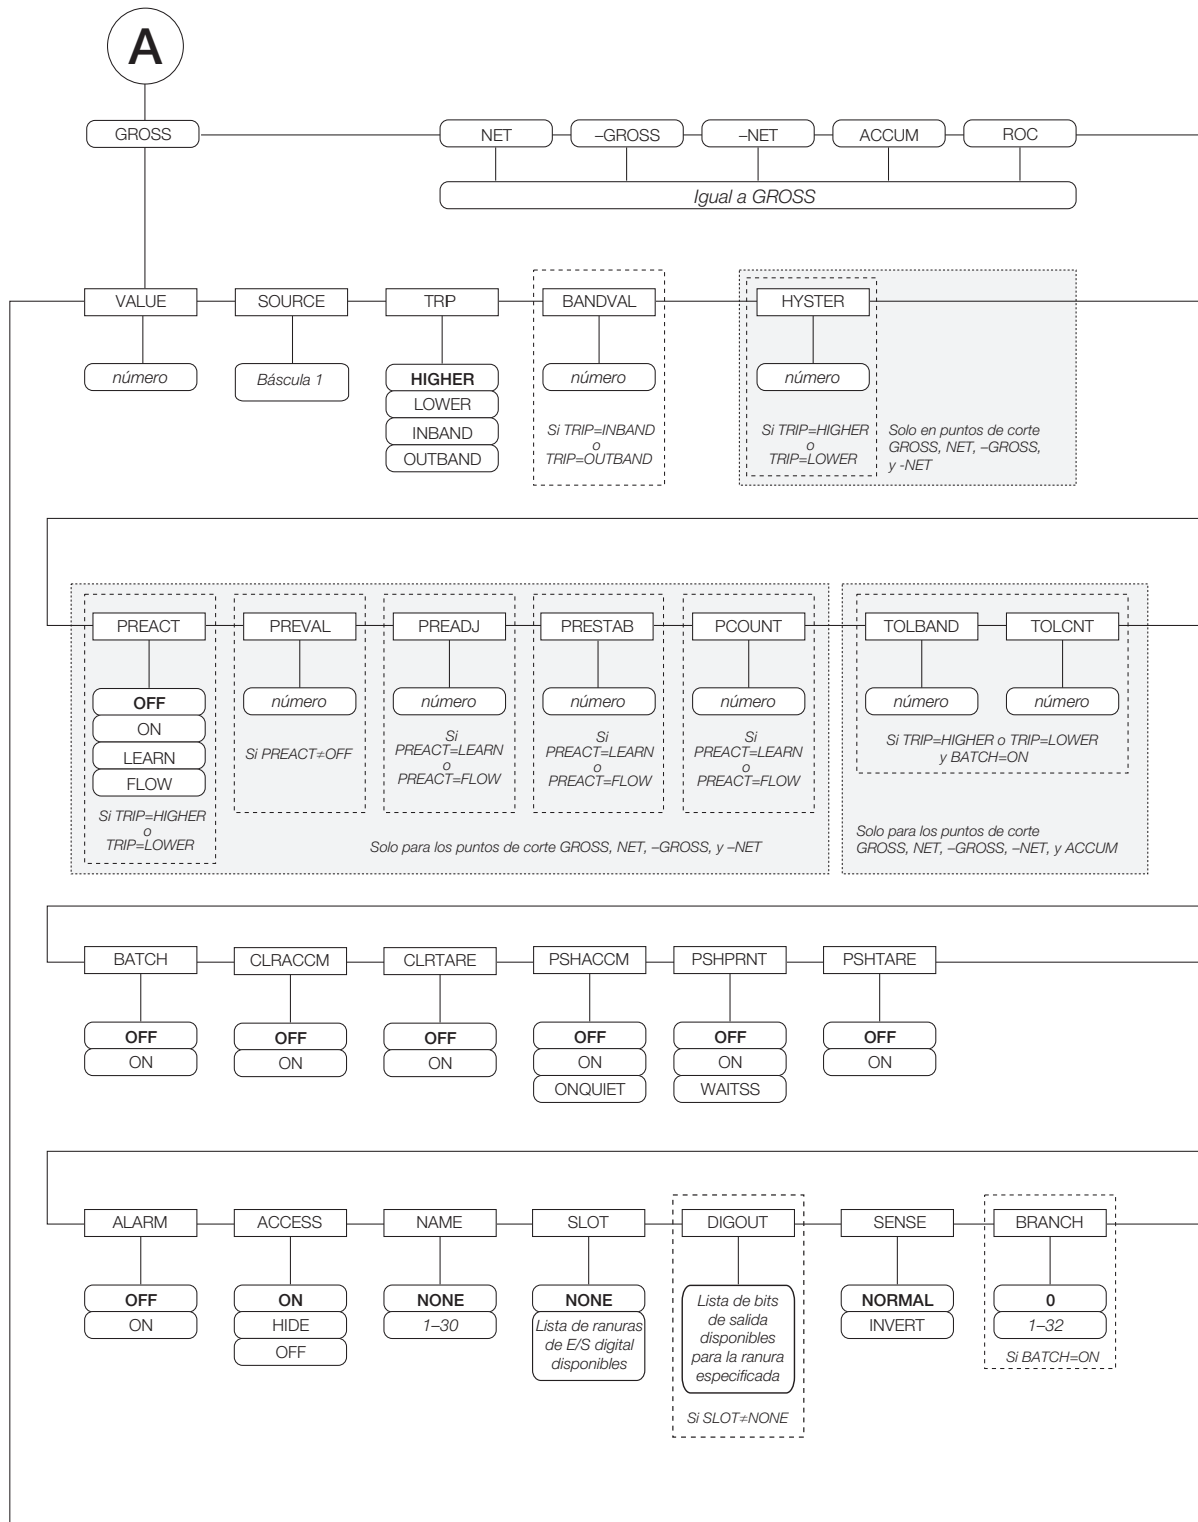 A
GROSS
NET
–GROSS
–NET
ACCUM
ROC
Igual a GROSS
VALUE
SOURCE
TRIP
BANDVAL
HYSTER
número
Báscula 1
HIGHER
LOWER
INBAND
OUTBAND
número
Si TRIP=INBAND
o
TRIP=OUTBAND
número
Si TRIP=HIGHER
o
TRIP=LOWER
Solo en puntos de corte
GROSS, NET, –GROSS,
y -NET
PREACT
PREVAL
PREADJ
PRESTAB
PCOUNT
TOLBAND
TOLCNT
OFF
ON
LEARN
FLOW
Si TRIP=HIGHER
o
TRIP=LOWER
número
Si PREACT≠OFF
número
Si
PREACT=LEARN
o
PREACT=FLOW
número
Si
PREACT=LEARN
o
PREACT=FLOW
número
Si
PREACT=LEARN
o
PREACT=FLOW
Solo para los puntos de corte GROSS, NET, –GROSS, y –NET
número
número
Si TRIP=HIGHER o TRIP=LOWER
y BATCH=ON
Solo para los puntos de corte
GROSS, NET, –GROSS, –NET, y ACCUM
BATCH
CLRACCM
CLRTARE
PSHACCM
PSHPRNT
PSHTARE
OFF
ON
OFF
ON
OFF
ON
OFF
ON
ONQUIET
OFF
ON
WAITSS
OFF
ON
ALARM
ACCESS
NAME
SLOT
DIGOUT
SENSE
BRANCH
OFF
ON
ON
HIDE
OFF
NONE
1–30
NONE
Lista de ranuras
de E/S digital
disponibles
Lista de bits
de salida
disponibles
para la ranura
especificada
Si SLOT≠NONE
NORMAL
INVERT
0
1–32
Si BATCH=ON